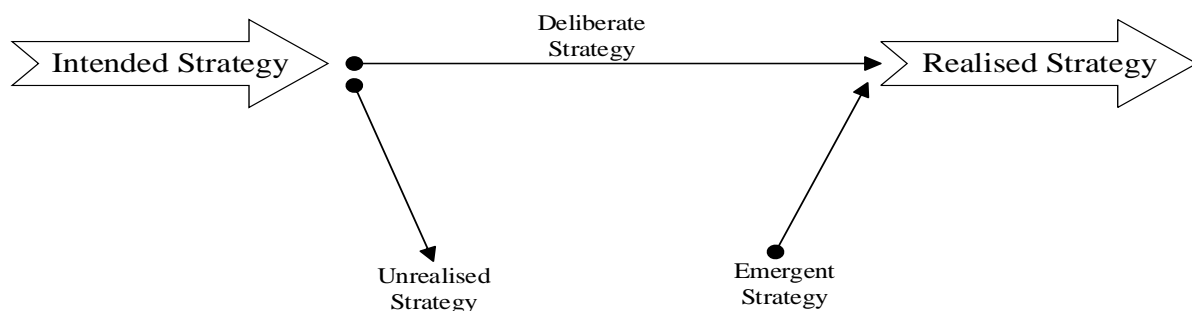 Deliberate
Strategy
Intended Strategy
Realised Strategy
Unrealised
Strategy
Emergent
Strategy